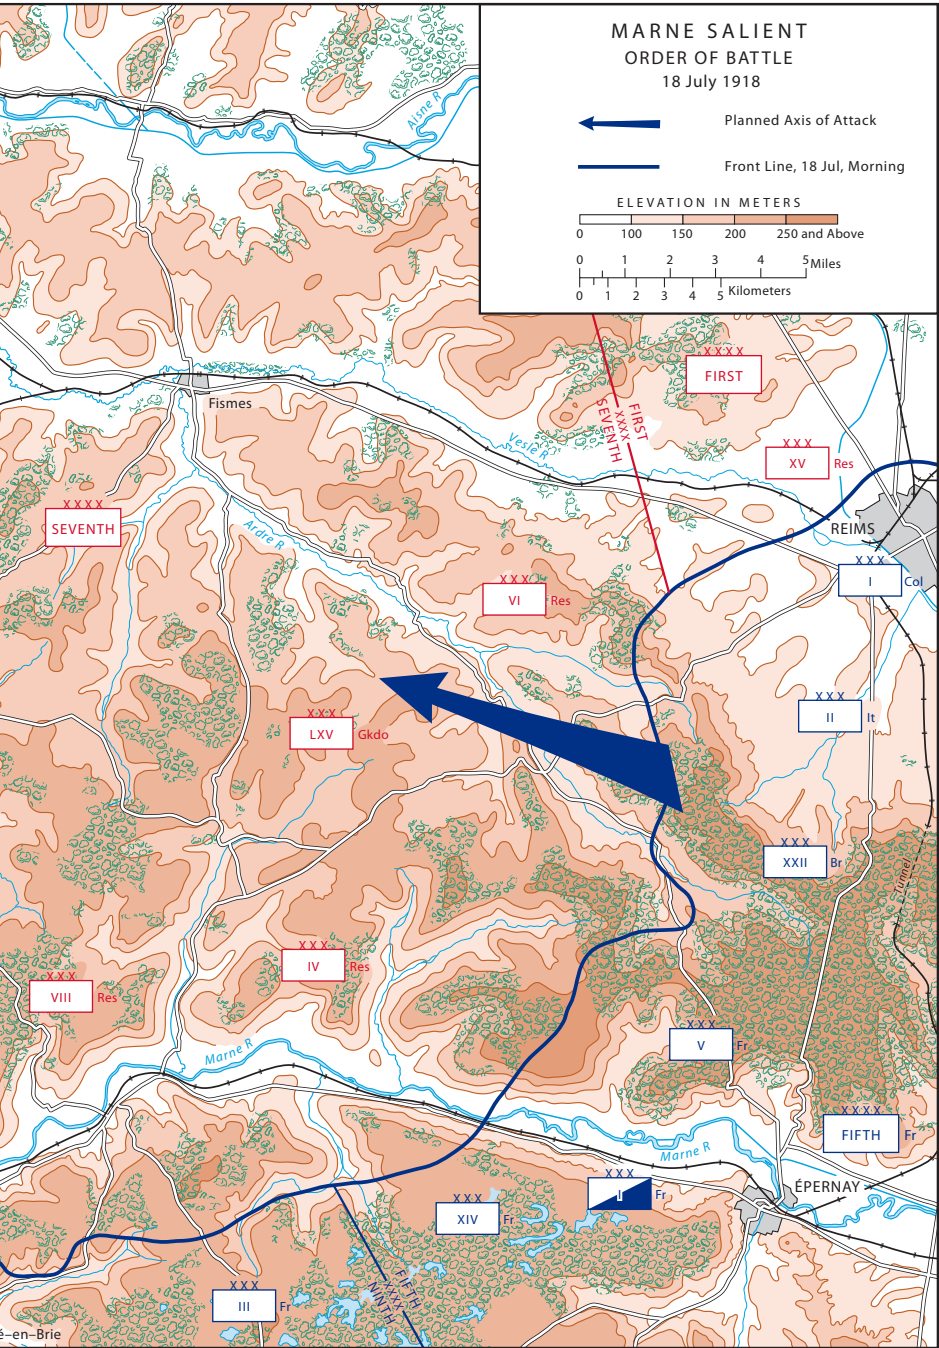 MARNE SALIENT
ORDER OF BATTLE
18 July 1918
Planned Axis of Attack
Front Line, 18 Jul, Morning
ELEVATION IN METERS
0 100 150 200 250 and Above
0 1 2 3 4 5 Miles
0 1 2 3 4 5 Kilometers
Aisne R
XXXX
FIRST
FIRST
XXXX
SEVENTH
Fismes
Vesle R
XXX
XV Res
XXXX
SEVENTH
REIMS
Ardre R
XXX
I Col
XXX
VI Res
XXX
II It
XXX
LXV Gkdo
XXX
XXII Br
Tunnel
XXX
IV Res
XXX
VIII Res
XXX
V Fr
Marne R
XXXX
FIFTH Fr
Marne R
XXX
I Fr
ÉPERNAY
XXX
XIV Fr
FIFTH
XXXX
NINTH
XXX
III Fr
é–en–Brie